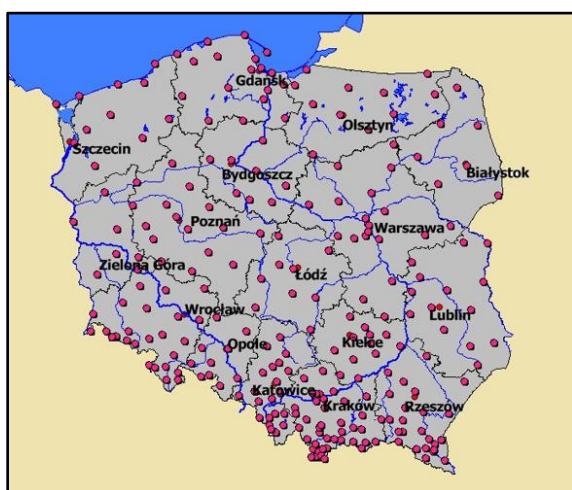 Gdańsk
Olsztyn
Szczecin
Białystok
Bydgoszcz
Poznań
Warszawa
Zielona Góra
Łódź
Wrocław
Lublin
Opole
Kielce
Katowice
Kraków
Rzeszów